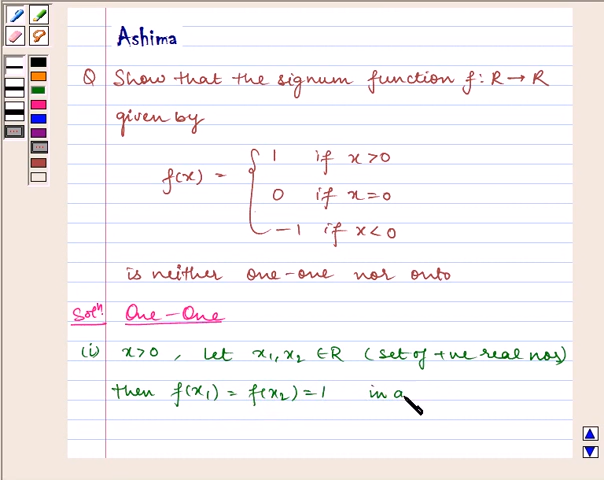 Ashima
Q Show that the signum function f: R → R
given by
f(x) = { 1 if x > 0
0 if x = 0
-1 if x < 0
is neither one-one nor onto
Solⁿ. One-One
(i) x > 0, Let x₁, x₂ ∈ R (set of +ve real nos)
then f(x₁) = f(x₂) = 1 in a